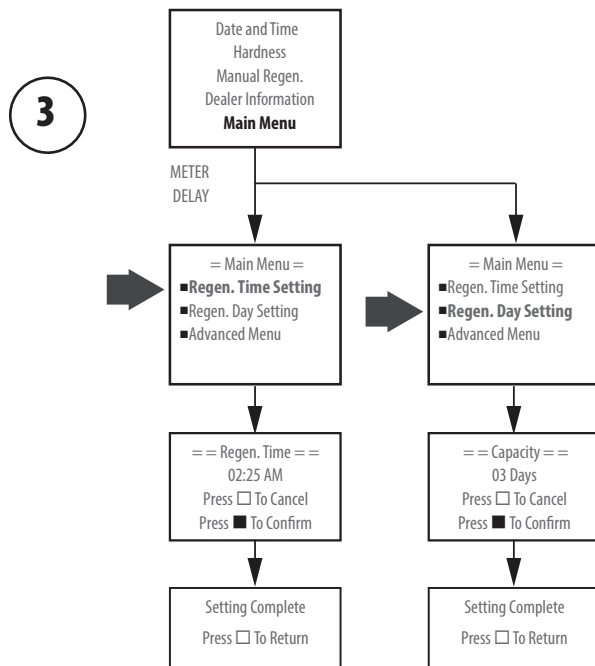 Date and Time
Hardness
Manual Regen.
Dealer Information
Main Menu
3
METER
DELAY
= Main Menu =
■Regen. Time Setting
■Regen. Day Setting
■Advanced Menu
= Main Menu =
■Regen. Time Setting
■Regen. Day Setting
■Advanced Menu
= = Regen. Time = =
02:25 AM
Press □ To Cancel
Press ■ To Confirm
= = Capacity = =
03 Days
Press □ To Cancel
Press ■ To Confirm
Setting Complete
Press □ To Return
Setting Complete
Press □ To Return